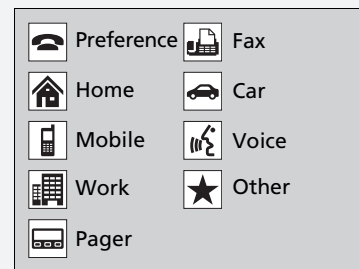 Preference
Home
Mobile
Work
Pager
Fax
Car
Voice
Other